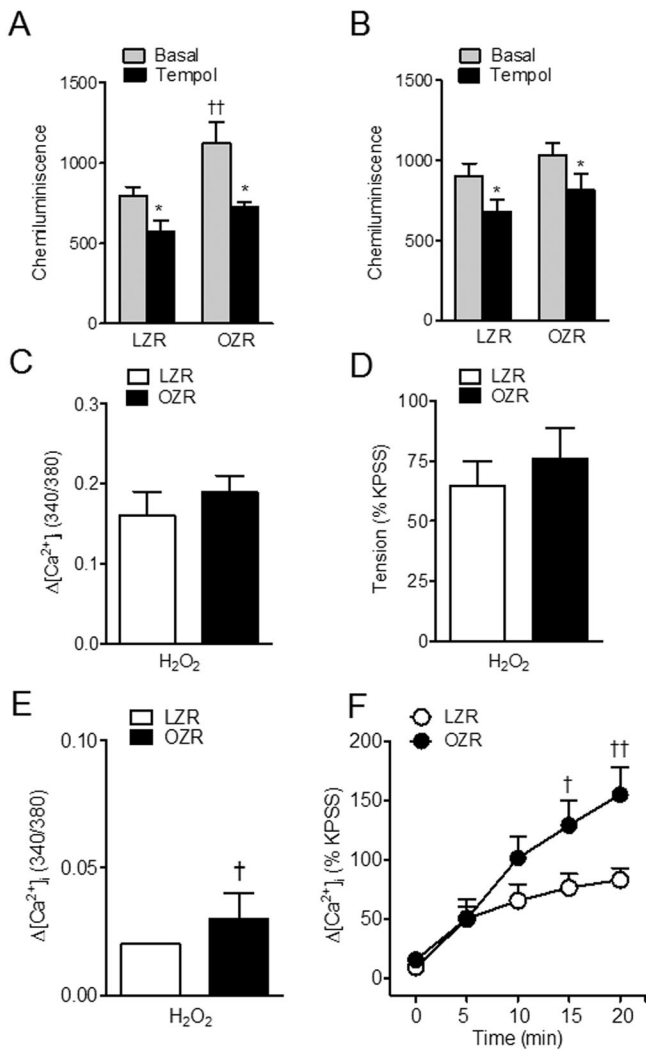 A
Basal
Tempol
Chemiluminiscence
1500
1000
500
0
††
*
*
LZR
OZR
B
Basal
Tempol
Chemiluminiscence
1500
1000
500
0
*
*
LZR
OZR
C
LZR
OZR
Δ[Ca²⁺]ᵢ (340/380)
0.3
0.2
0.1
0.0
H₂O₂
D
LZR
OZR
Tension (% KPSS)
100
75
50
25
0
H₂O₂
E
LZR
OZR
Δ[Ca²⁺]ᵢ (340/380)
0.10
0.05
0.00
†
H₂O₂
F
LZR
OZR
Δ[Ca²⁺]ᵢ (% KPSS)
200
150
100
50
0
†
††
0 5 10 15 20
Time (min)